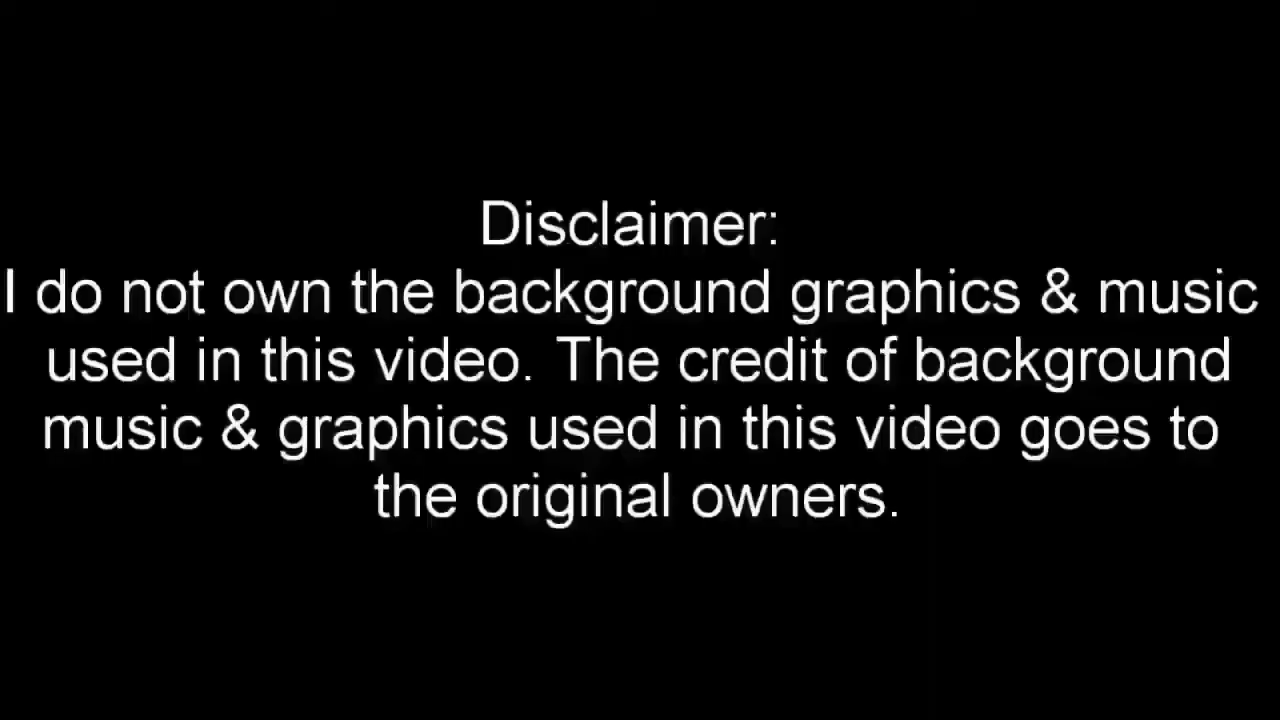 Disclaimer:
I do not own the background graphics & music
used in this video. The credit of background
music & graphics used in this video goes to
the original owners.